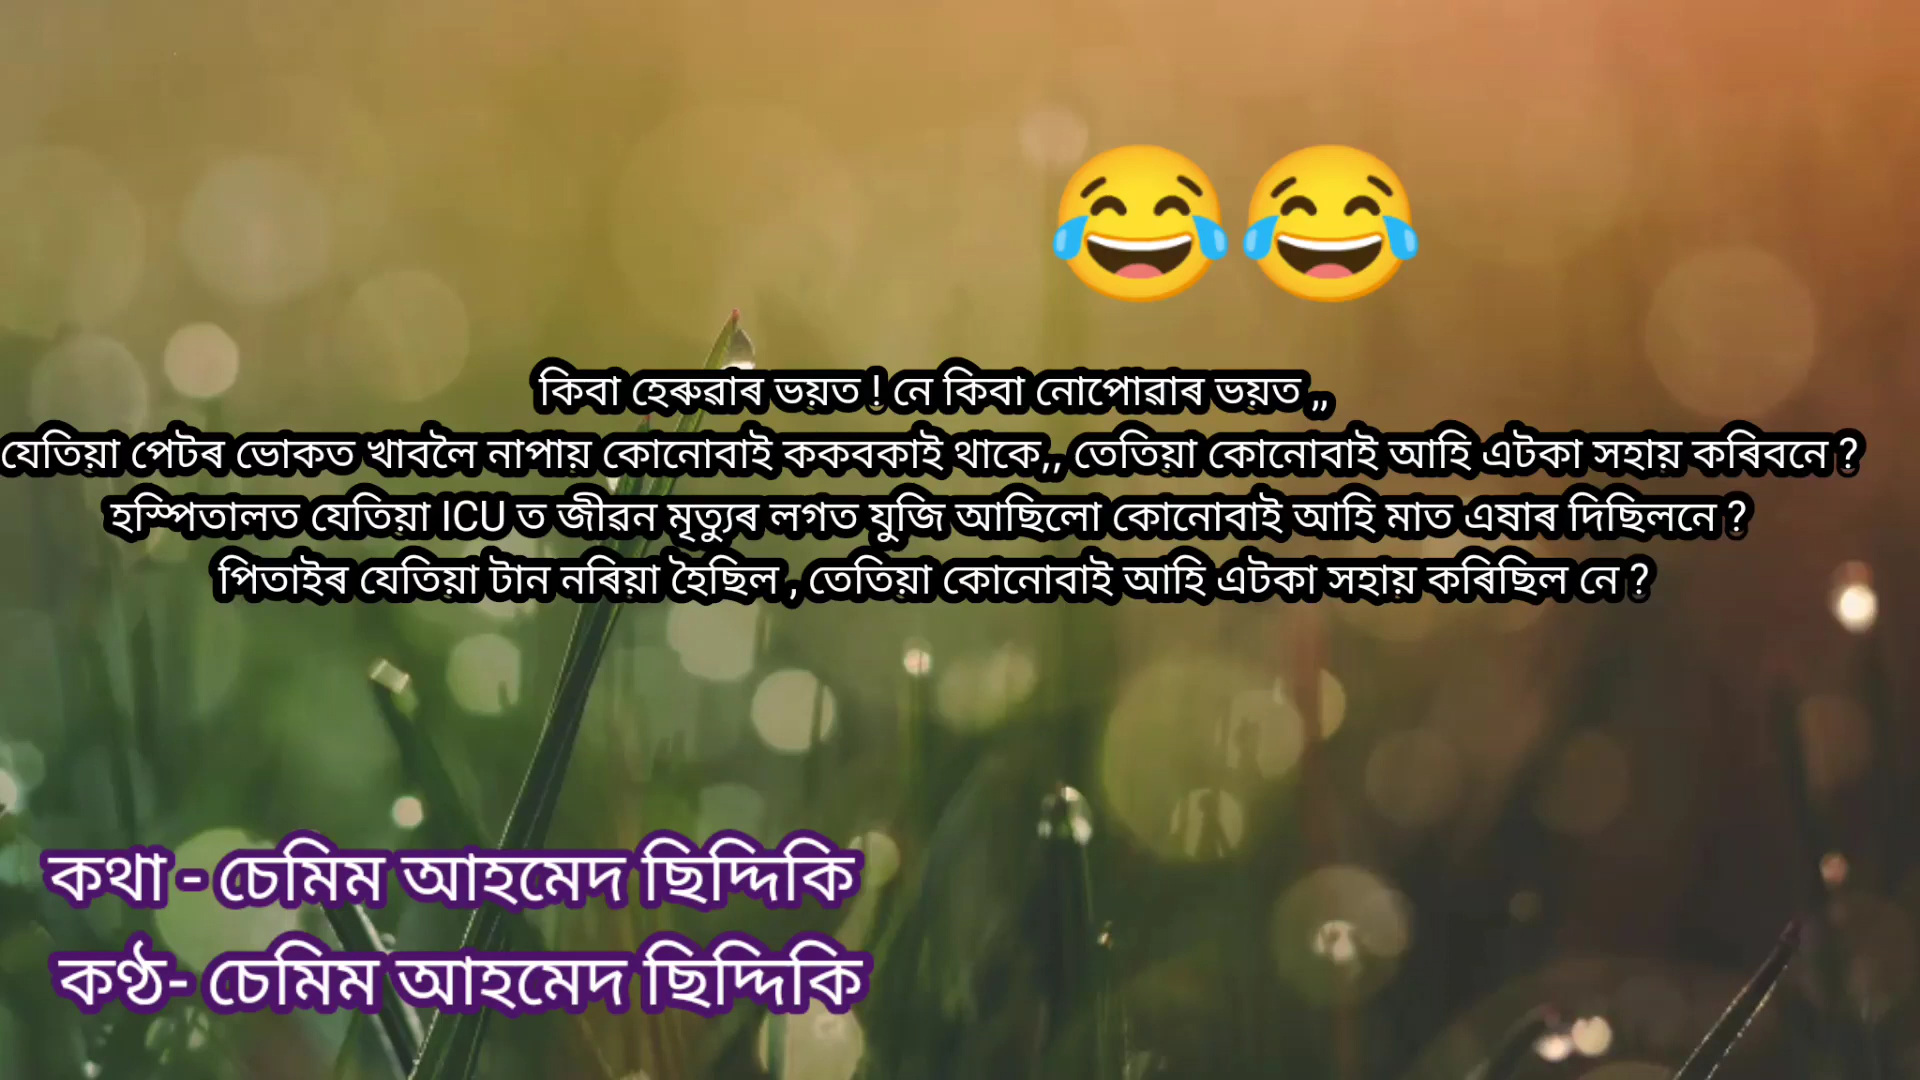 😂😂
কিবা হেৰুৱাৰ ভয়ত ! নে কিবা নোপোৱাৰ ভয়ত ,,
যেতিয়া পেটৰ ভোকত খাবলৈ নাপায় কোনোবাই ককবকাই থাকে,, তেতিয়া কোনোবাই আহি এটকা সহায় কৰিবনে ?
হস্পিতালত যেতিয়া ICU ত জীৱন মৃত্যুৰ লগত যুজি আছিলো কোনোবাই আহি মাত এষাৰ দিছিলনে ?
পিতাইৰ যেতিয়া টান নৰিয়া হৈছিল , তেতিয়া কোনোবাই আহি এটকা সহায় কৰিছিল নে ?
কথা - চেমিম আহমেদ ছিদ্দিকি
কণ্ঠ- চেমিম আহমেদ ছিদ্দিকি